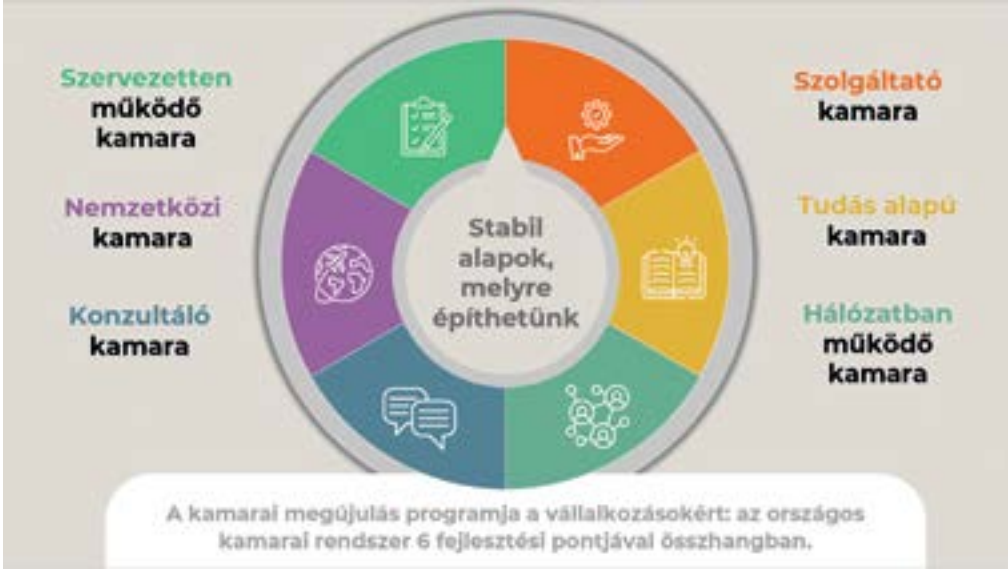 Szervezetten
működő
kamara
Nemzetközi
kamara
Konzultáló
kamara
Stabil
alapok,
melyre
építhetünk
Szolgáltató
kamara
Tudás alapú
kamara
Hálózatban
működő
kamara
A kamarai megújulás programja a vállalkozásokért: az országos
kamarai rendszer 6 fejlesztési pontjával összhangban.